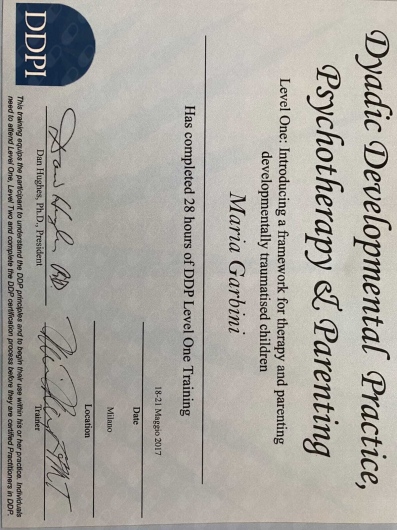 Dyadic Developmental Practice,
Psychotherapy & Parenting
Level One: Introducing a framework for therapy and parenting
developmentally traumatised children
Maria Garbini
Has completed 28 hours of DDP Level One Training
18-21 Maggio 2017
Date
Milano
Location
DDPI
Dan Hughes, Ph.D., President
Trainer
This training equips the participant to understand the DDP principles and to begin their use within his or her practice. Individuals
need to attend Level One, Level Two and complete the DDP certification process before they are certified Practitioners in DDP.